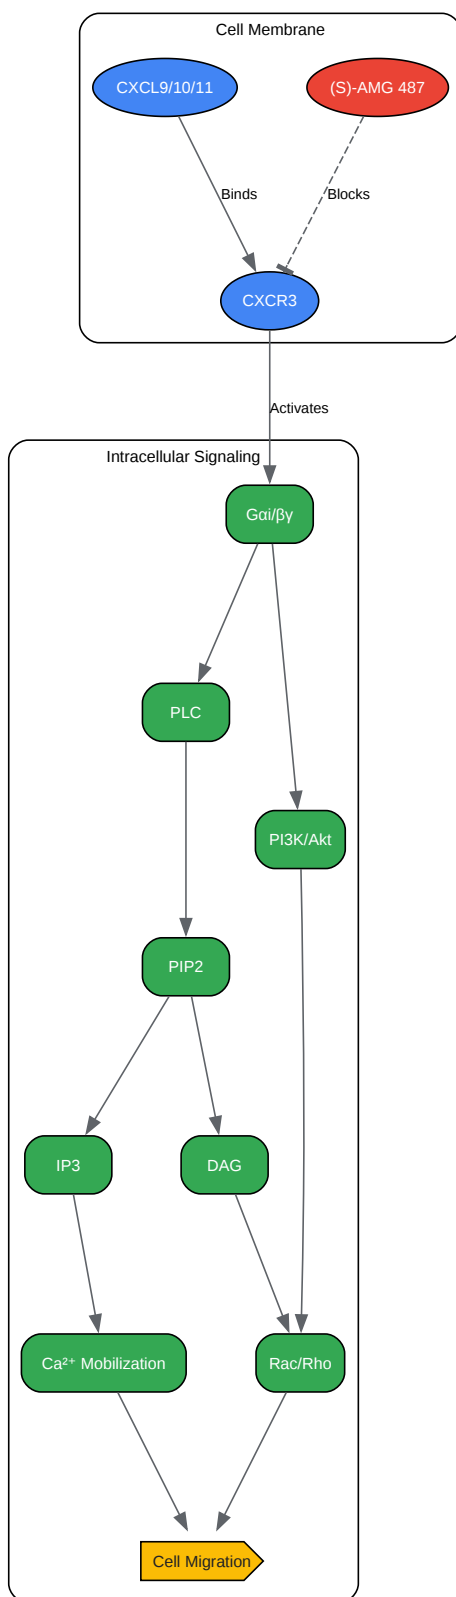 Cell Membrane
CXCL9/10/11
(S)-AMG 487
Binds
Blocks
CXCR3
Activates
Intracellular Signaling
Gαi/βγ
PLC
PI3K/Akt
PIP2
IP3
DAG
Ca²⁺ Mobilization
Rac/Rho
Cell Migration